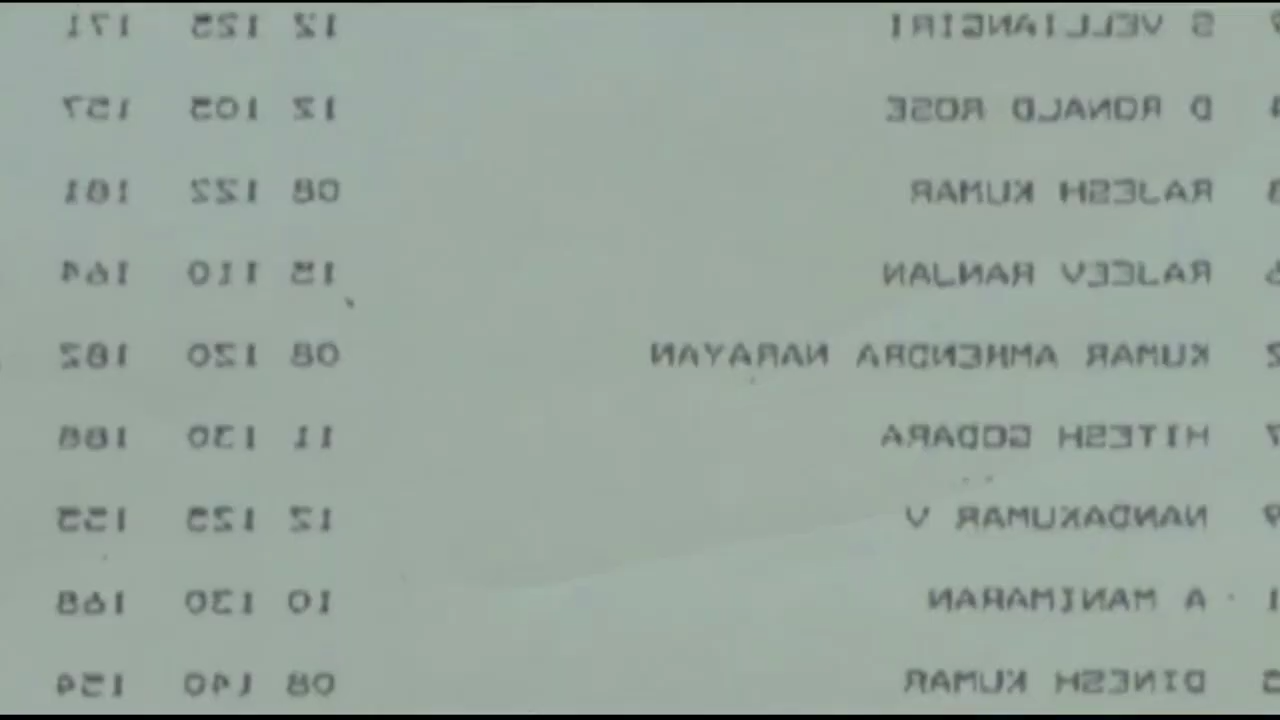 S VELLIANGIRI 12 125 171
D RONALD ROSE 12 105 157
RAJESH KUMAR 08 122 181
RAJEEV RANJAN 15 110 164
KUMAR AMHENDRA NARAYAN 08 120 182
HITESH GODARA 11 130 188
NANDAKUMAR V 12 125 155
A MANIMARAN 10 130 168
DINESH KUMAR 08 140 154